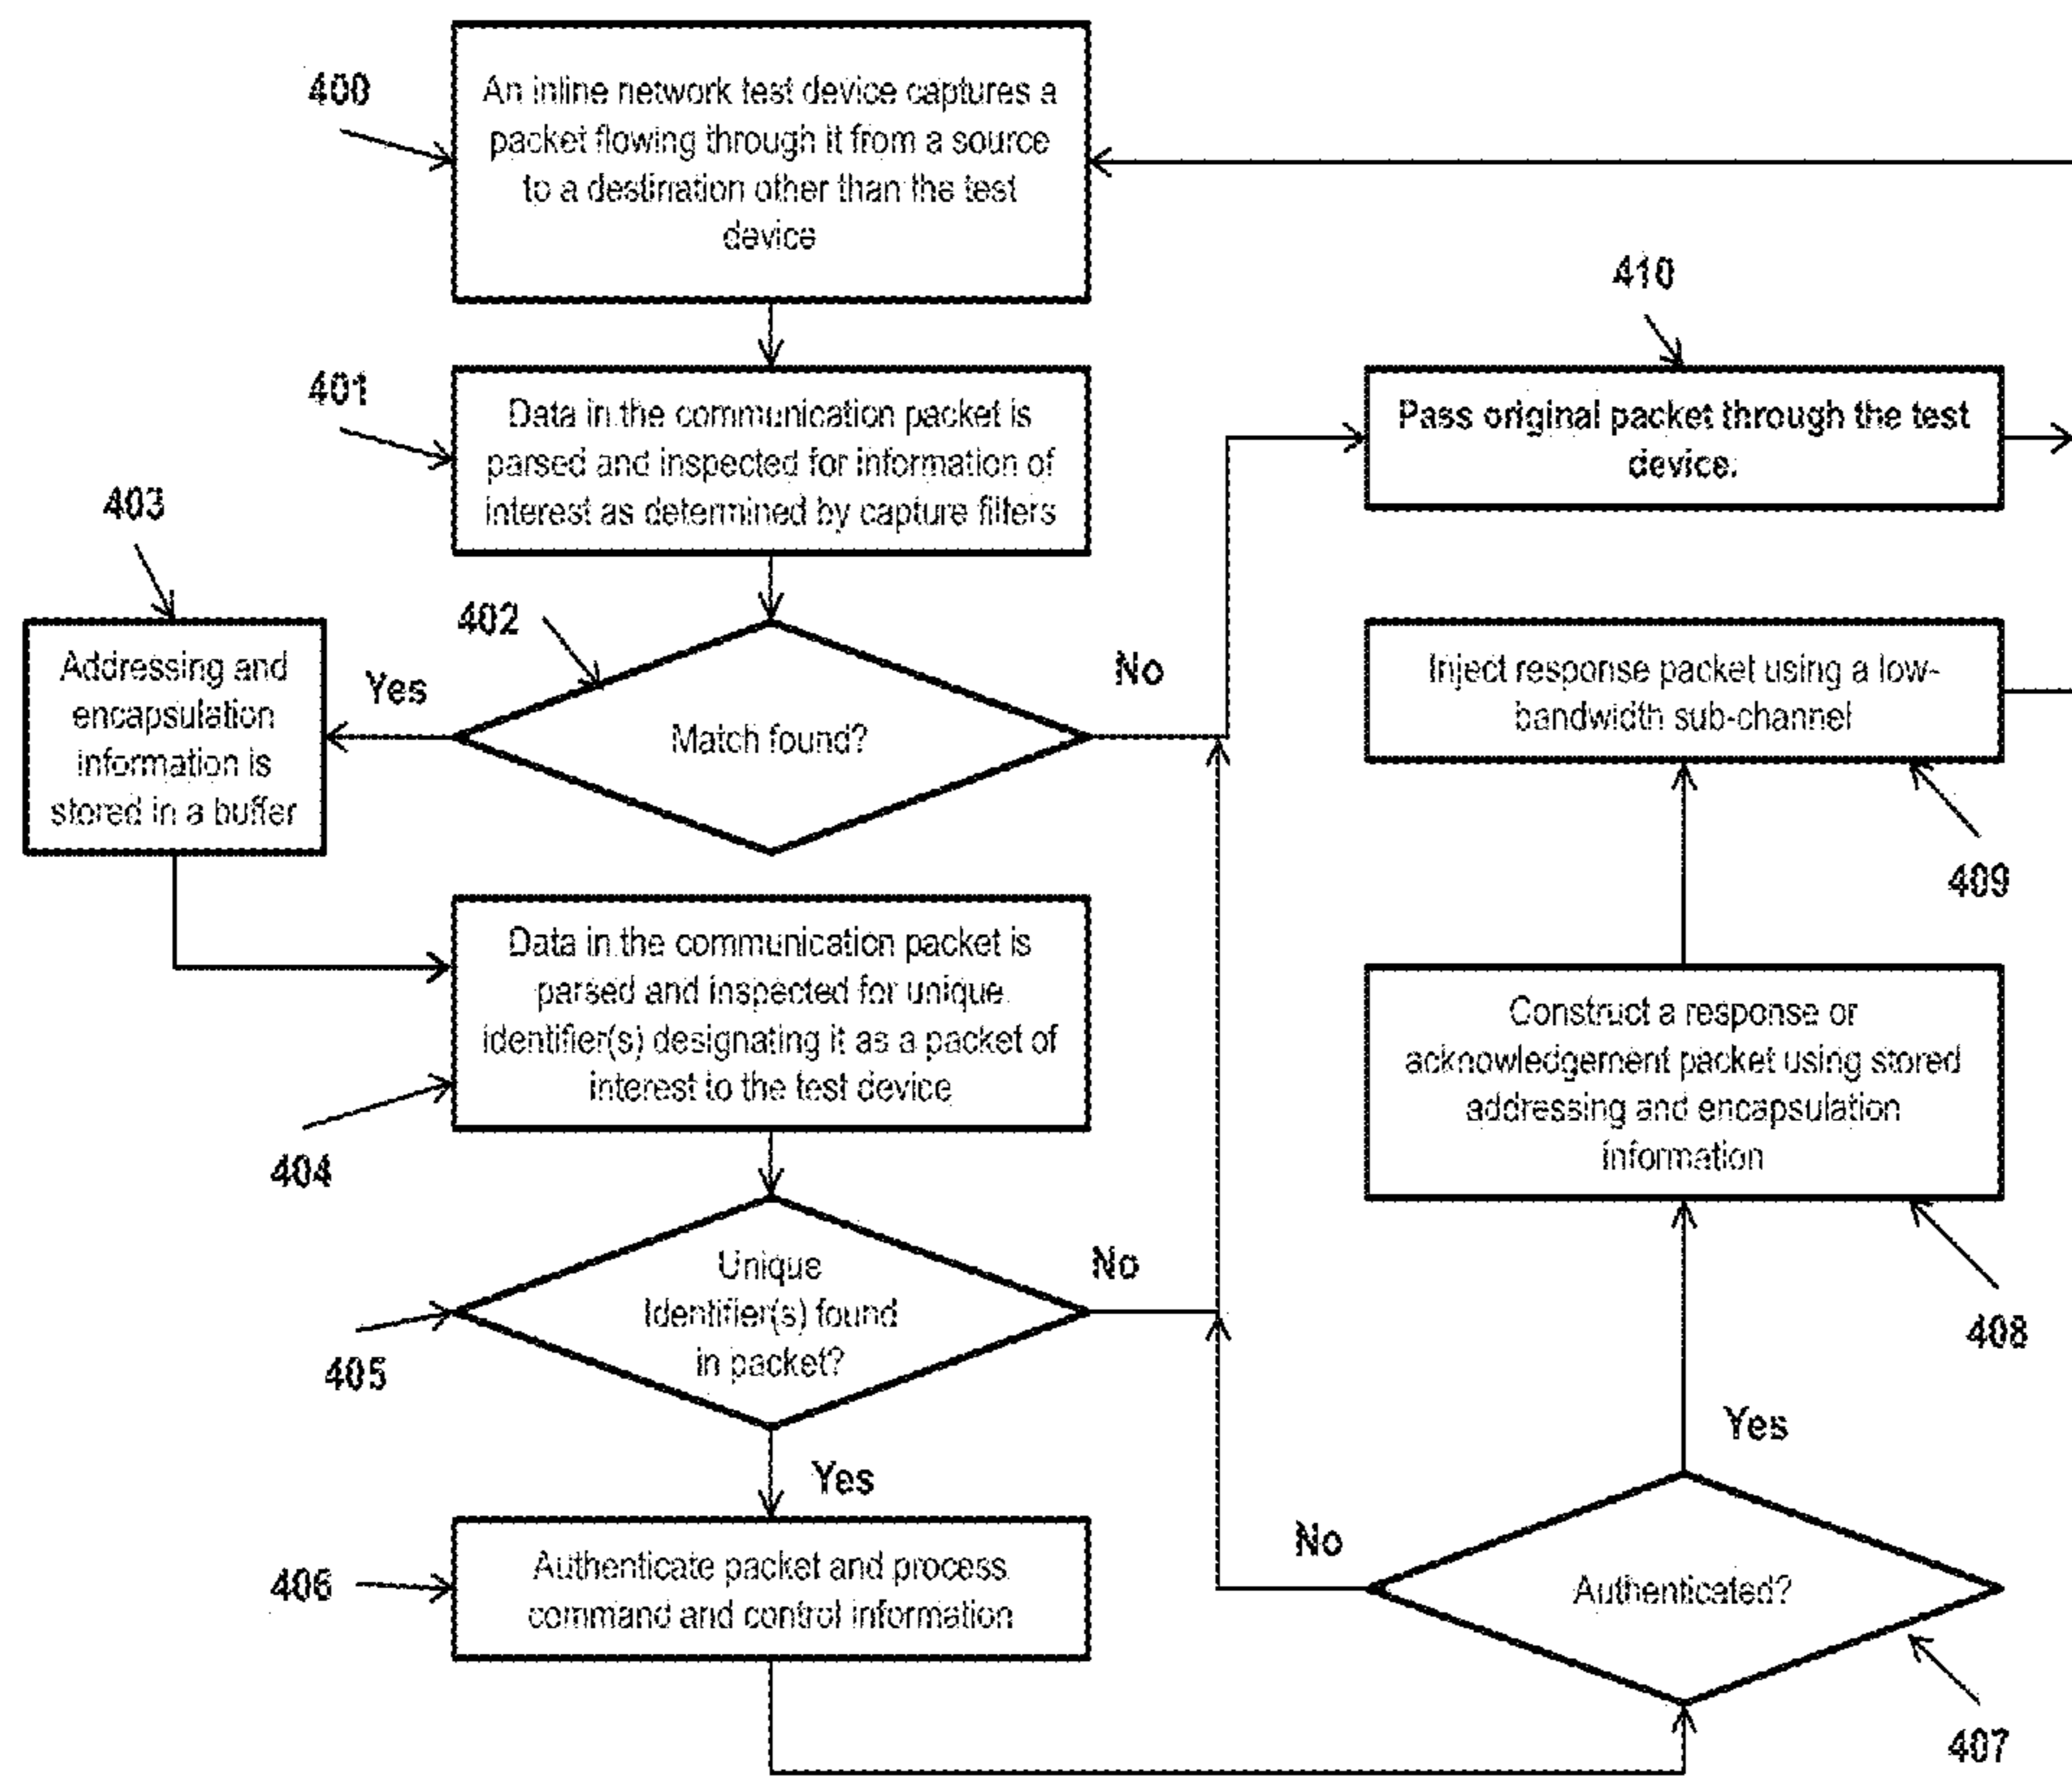 400
An inline network test device captures a
packet flowing through it from a source
to a destination other than the test
device
401
Data in the communication packet is
parsed and inspected for information of
interest as determined by capture filters
402
Match found?
Yes
No
403
Addressing and
encapsulation
information is
stored in a buffer
404
Data in the communication packet is
parsed and inspected for unique
identifier(s) designating it as a packet of
interest to the test device
405
Unique
Identifier(s) found
in packet?
No
Yes
406
Authenticate packet and process
command and control information
407
Authenticated?
No
Yes
408
Construct a response or
acknowledgement packet using stored
addressing and encapsulation
information
409
Inject response packet using a low-
bandwidth sub-channel
410
Pass original packet through the test
device.